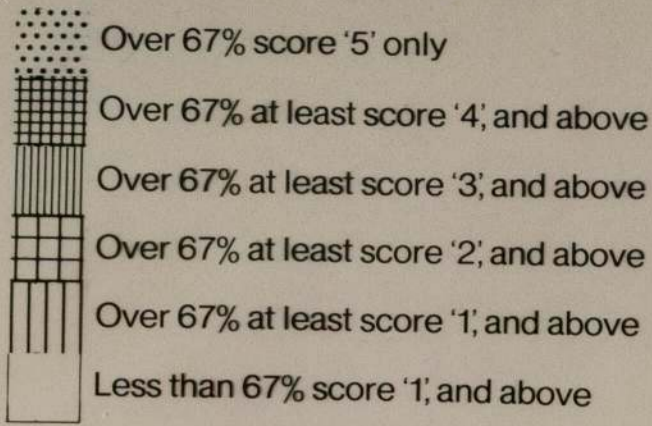 Over 67% score '5' only
Over 67% at least score '4', and above
Over 67% at least score '3', and above
Over 67% at least score '2', and above
Over 67% at least score '1', and above
Less than 67% score '1', and above